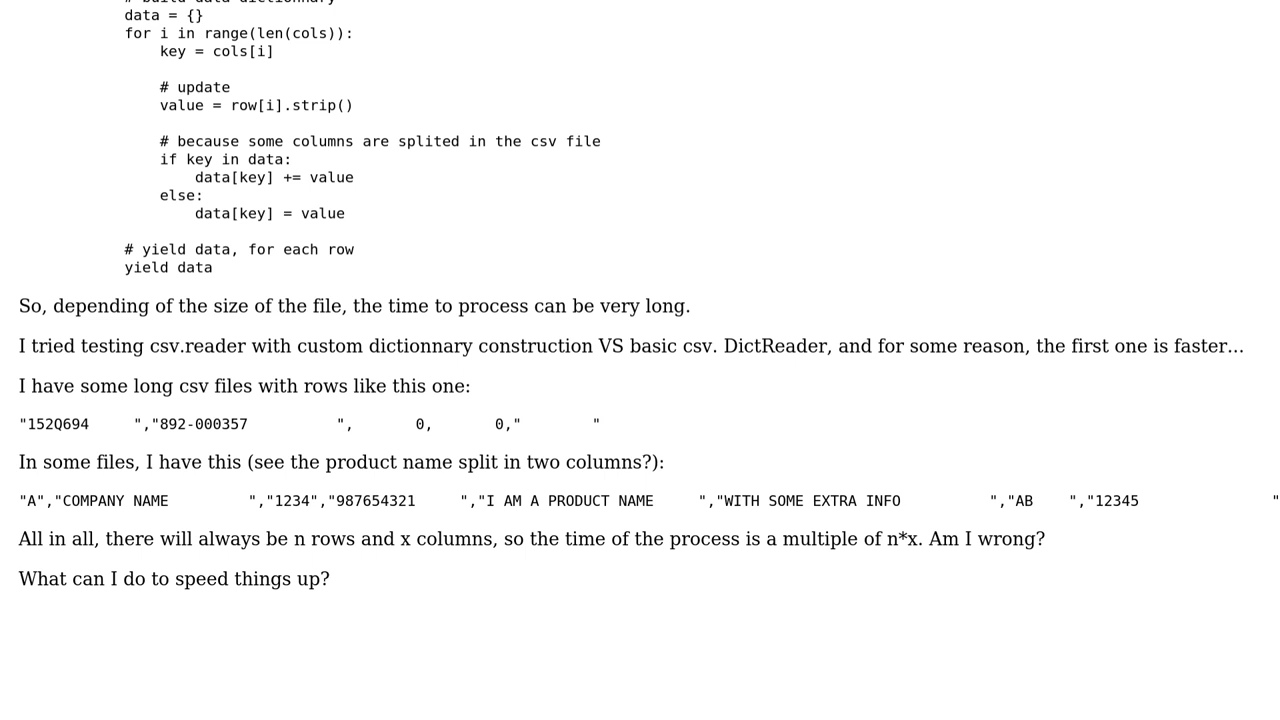 # build data dictionnary
data = {}
for i in range(len(cols)):
key = cols[i]
# update
value = row[i].strip()
# because some columns are splited in the csv file
if key in data:
data[key] += value
else:
data[key] = value
# yield data, for each row
yield data
So, depending of the size of the file, the time to process can be very long.
I tried testing csv.reader with custom dictionnary construction VS basic csv. DictReader, and for some reason, the first one is faster...
I have some long csv files with rows like this one:
"152Q694     ","892-000357          ",       0,       0,"        "
In some files, I have this (see the product name split in two columns?):
"A","COMPANY NAME         ","1234","987654321     ","I AM A PRODUCT NAME     ","WITH SOME EXTRA INFO          ","AB    ","12345               "
All in all, there will always be n rows and x columns, so the time of the process is a multiple of n*x. Am I wrong?
What can I do to speed things up?